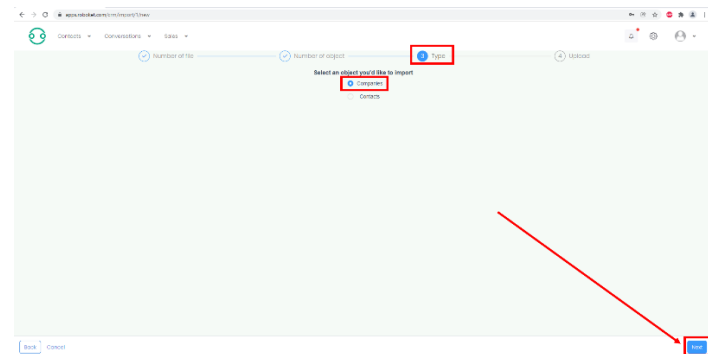 Contacts
Conversations
Sales
Number of file
Number of object
3 Type
4 Upload
Select an object you'd like to import
Companies
Contacts
Back
Cancel
Next